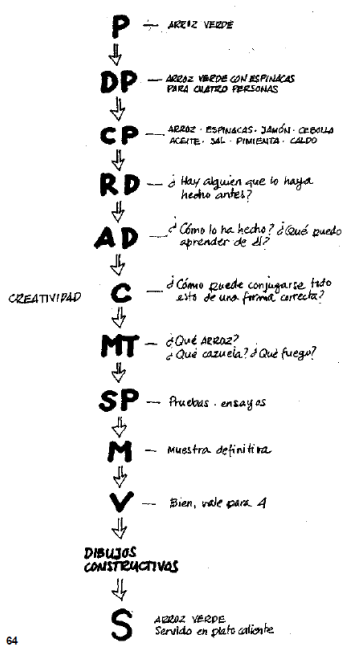 P — ARROZ VERDE
DP — ARROZ VERDE CON ESPINACAS
PARA CUATRO PERSONAS
CP — ARROZ · ESPINACAS · JAMÓN · CEBOLLA
ACEITE · SAL · PIMIENTA · CALDO
RD — ¿Hay alguien que lo haya
hecho antes?
AD — ¿Cómo lo ha hecho? ¿Qué puedo
aprender de él?
CREATIVIDAD C — ¿Cómo puede conjugarse todo
esto de una forma correcta?
MT — ¿Qué ARROZ?
¿Qué cazuela? ¿Qué fuego?
SP — Pruebas · ensayos
M — Muestra definitiva
V — Bien, vale para 4
DIBUJOS
CONSTRUCTIVOS
S ARROZ VERDE
Servido en plato caliente
64